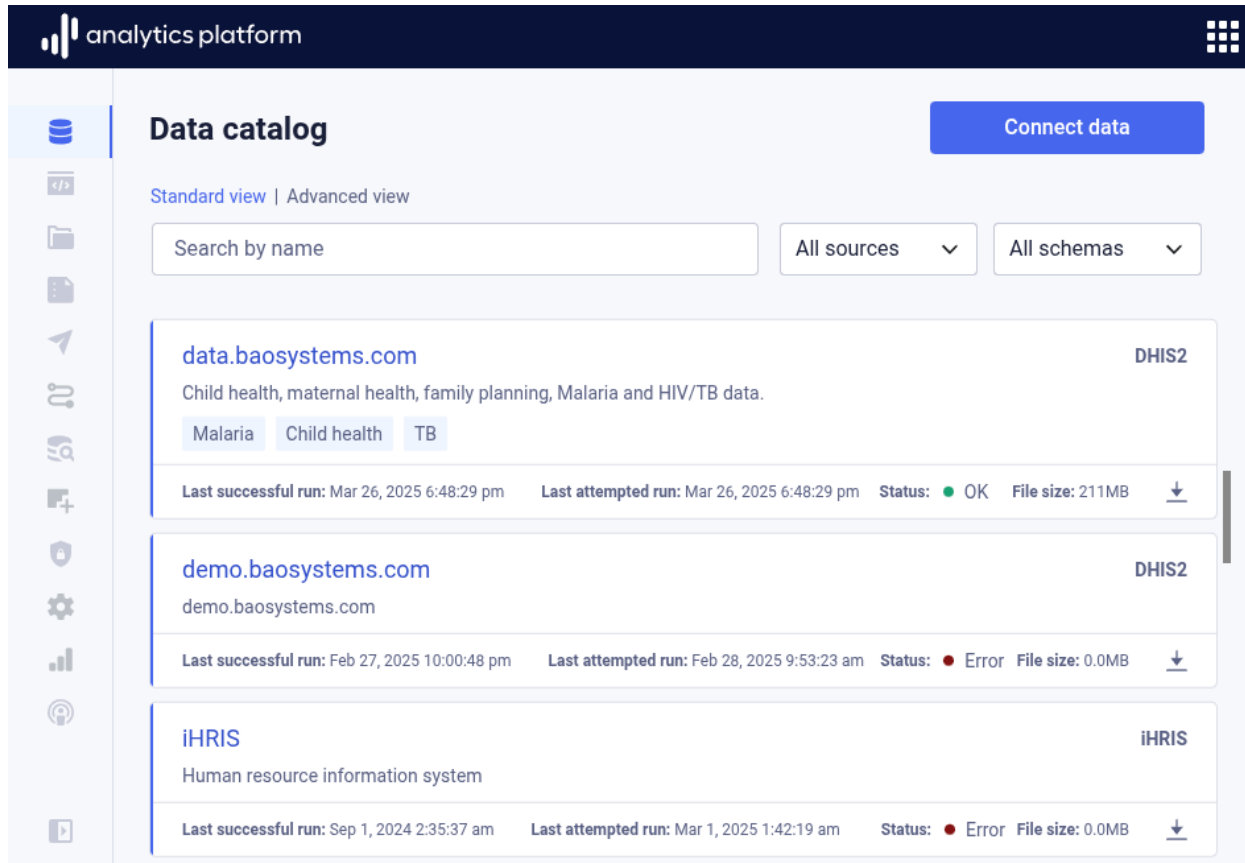 analytics platform
Data catalog
Connect data
Standard view | Advanced view
Search by name
All sources
All schemas
data.baosystems.com
DHIS2
Child health, maternal health, family planning, Malaria and HIV/TB data.
Malaria Child health TB
Last successful run: Mar 26, 2025 6:48:29 pm Last attempted run: Mar 26, 2025 6:48:29 pm Status: OK File size: 211MB
demo.baosystems.com
DHIS2
demo.baosystems.com
Last successful run: Feb 27, 2025 10:00:48 pm Last attempted run: Feb 28, 2025 9:53:23 am Status: Error File size: 0.0MB
iHRIS
iHRIS
Human resource information system
Last successful run: Sep 1, 2024 2:35:37 am Last attempted run: Mar 1, 2025 1:42:19 am Status: Error File size: 0.0MB